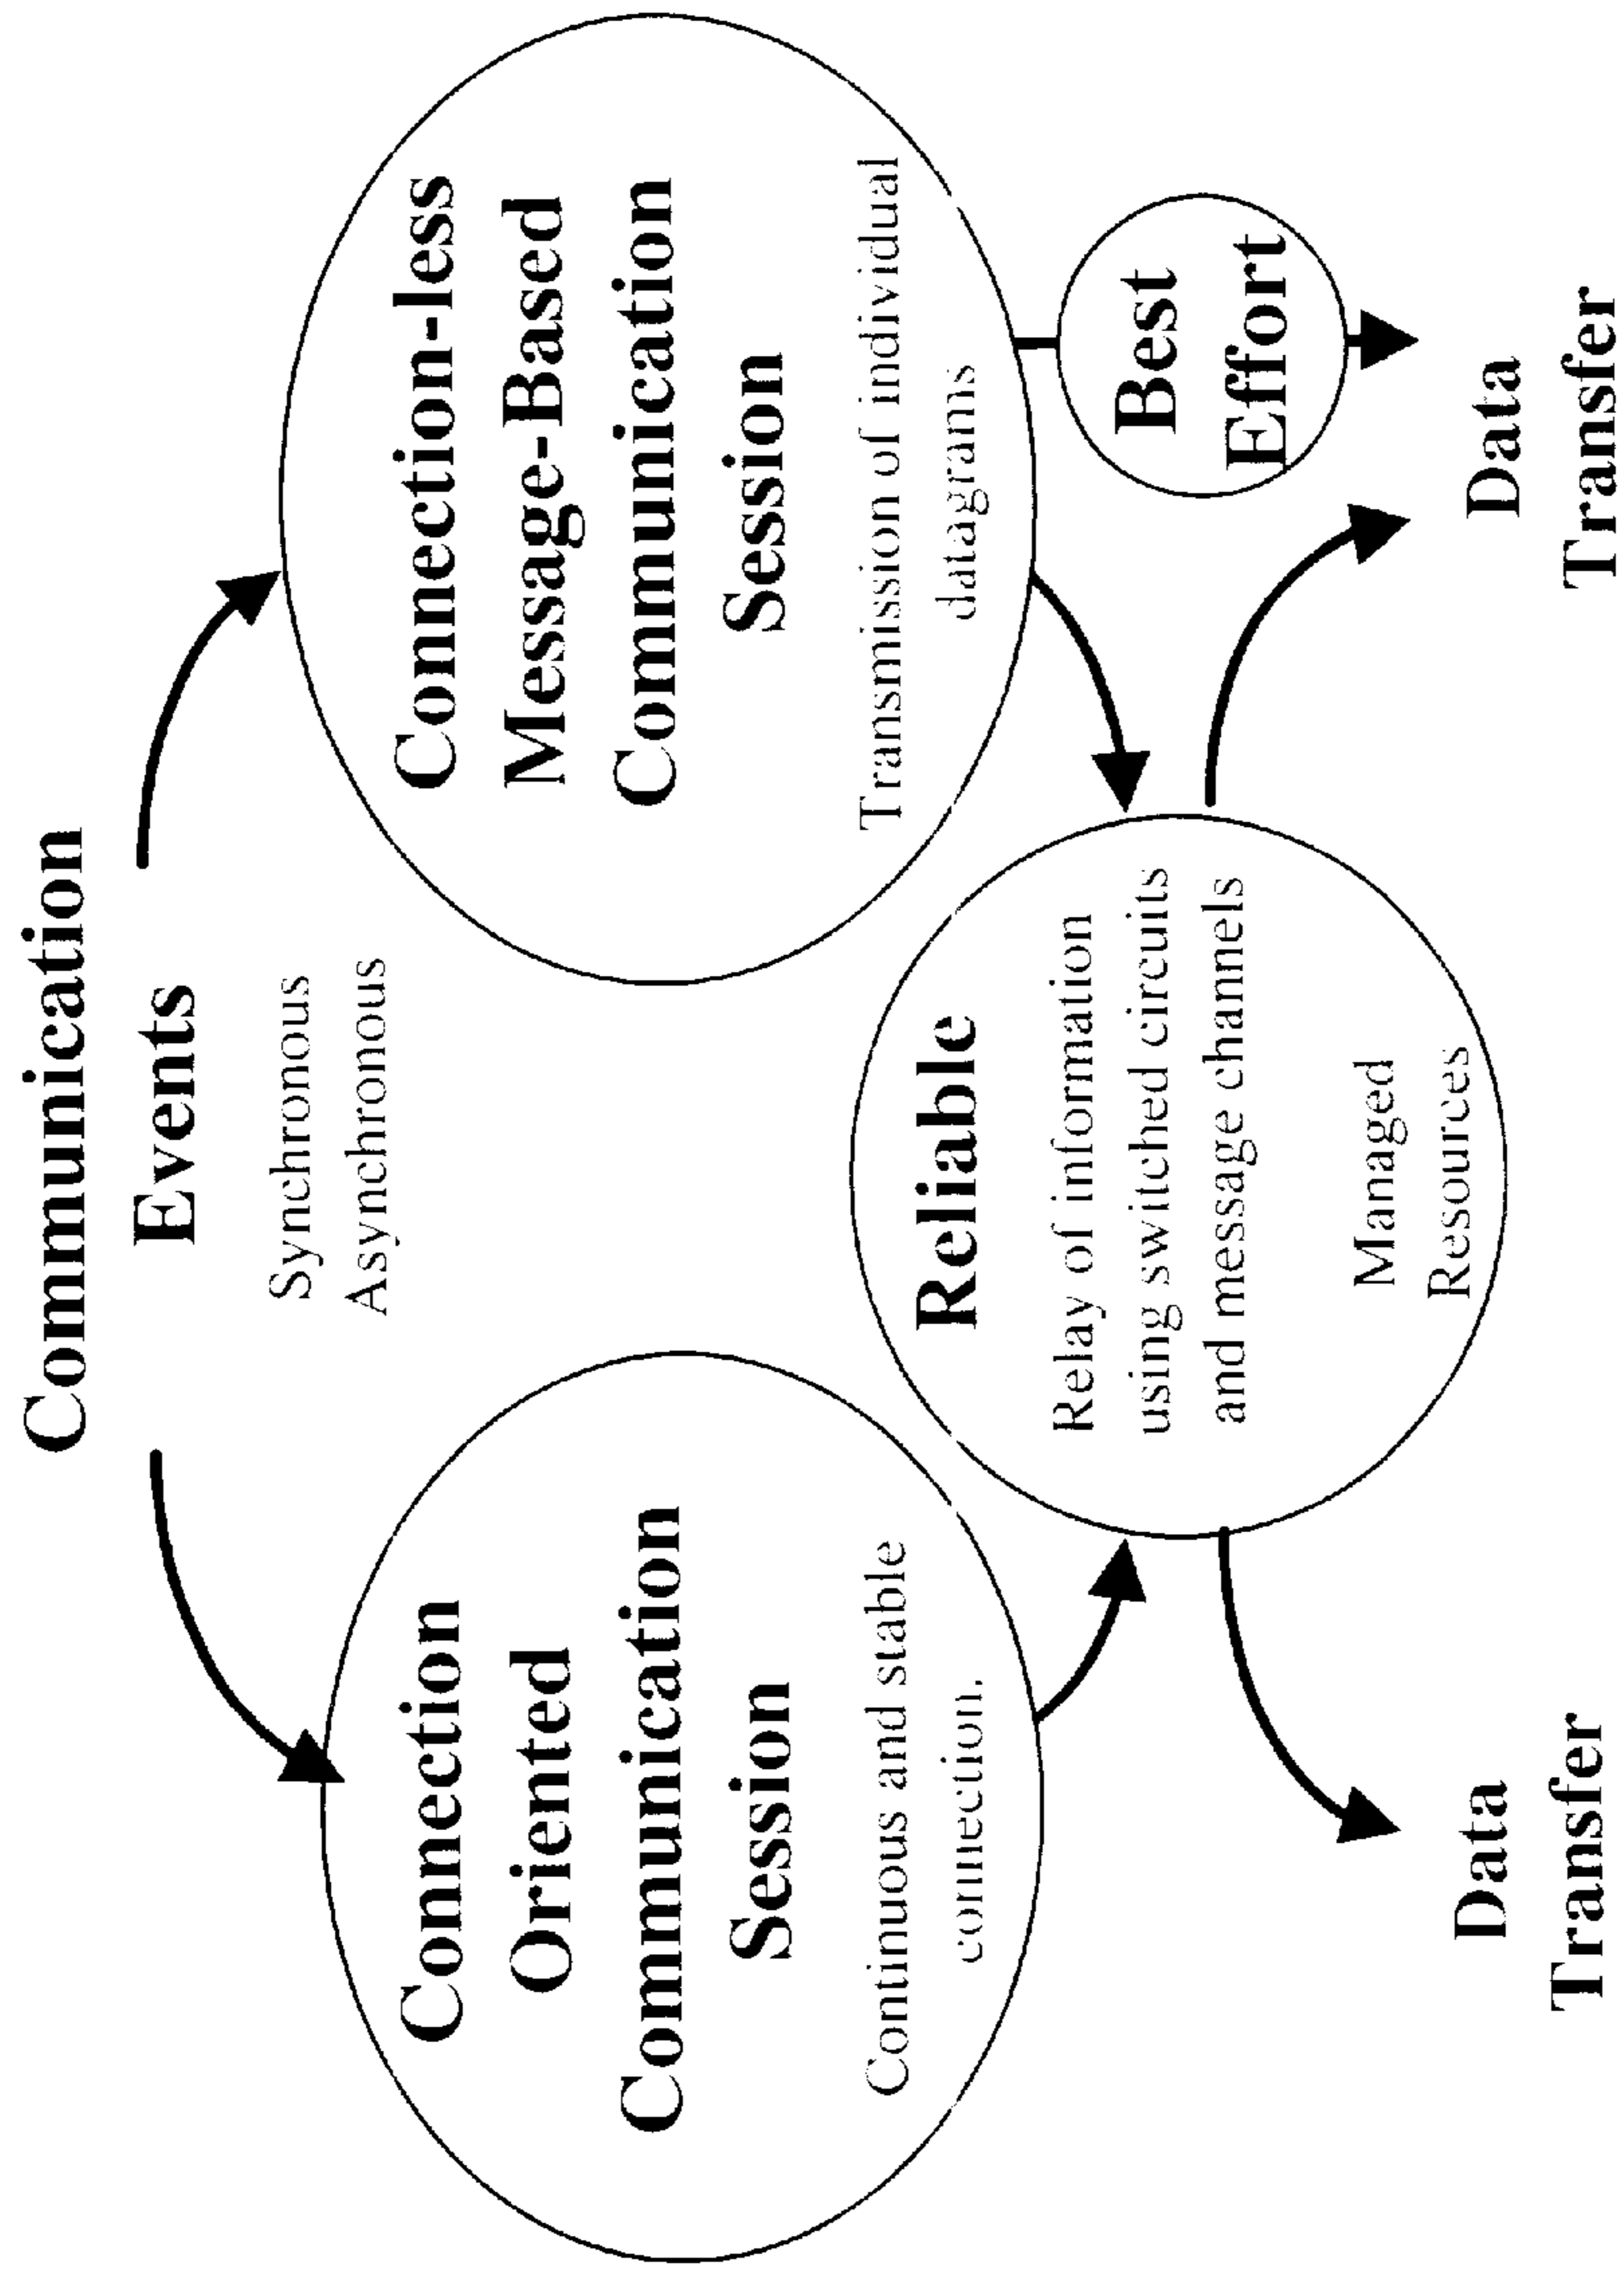 Communication
Events
Synchronous
Asynchronous
Connection
Oriented
Communication
Session
Continuous and stable
connection.
Connection-less
Message-Based
Communication
Session
Transmission of individual
datagrams
Reliable
Relay of information
using switched circuits
and message channels
Managed
Resources
Best
Effort
Data
Transfer
Data
Transfer